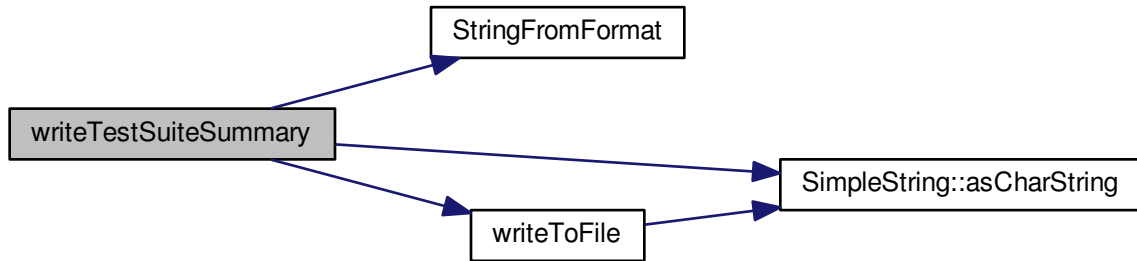 StringFromFormat
writeTestSuiteSummary
SimpleString::asCharString
writeToFile